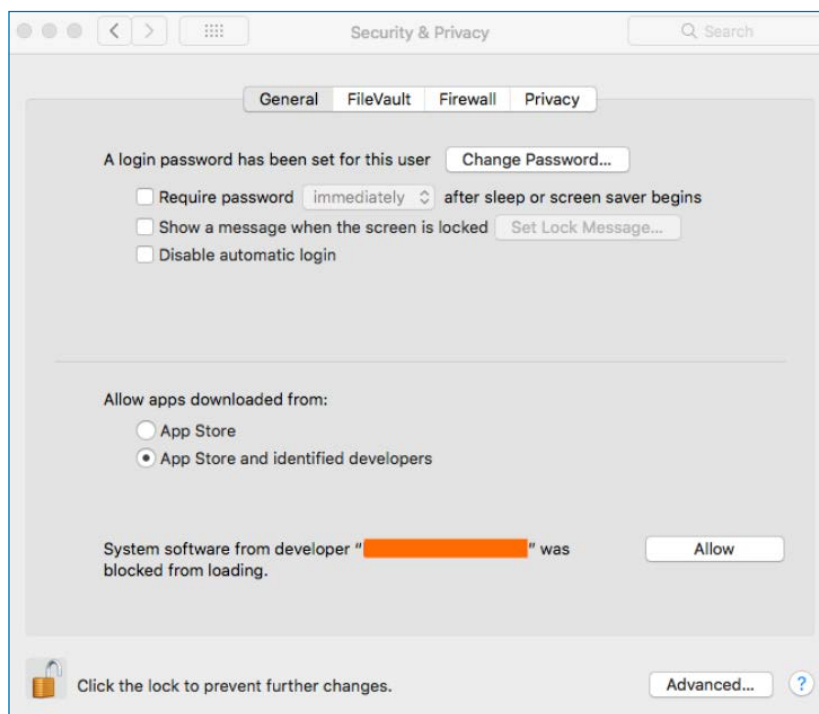 Security & Privacy
Search
General FileVault Firewall Privacy
A login password has been set for this user Change Password...
Require password immediately after sleep or screen saver begins
Show a message when the screen is locked Set Lock Message...
Disable automatic login
Allow apps downloaded from:
App Store
App Store and identified developers
System software from developer “ ” was
blocked from loading.
Allow
Click the lock to prevent further changes.
Advanced... ?